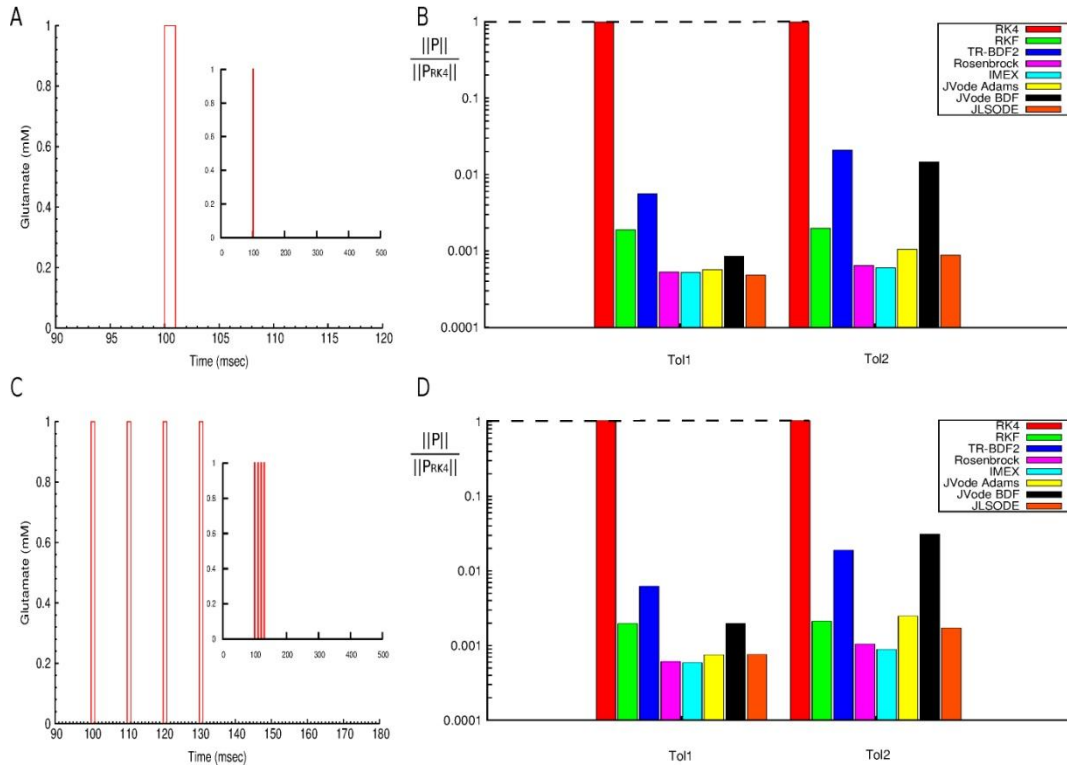 A
Glutamate (mM)
1
0.8
0.6
0.4
0.2
0
90 95 100 105 110 115 120
Time (msec)
1
0.8
0.6
0.4
0.2
0
0 100 200 300 400 500
B
||P||
||PRK4||
1
0.1
0.01
0.001
0.0001
Tol1 Tol2
RK4
RKF
TR-BDF2
Rosenbrock
IMEX
JVode Adams
JVode BDF
JLSODE
C
Glutamate (mM)
1
0.8
0.6
0.4
0.2
0
90 100 110 120 130 140 150 160 170 180
Time (msec)
1
0.8
0.6
0.4
0.2
0
0 100 200 300 400 500
D
||P||
||PRK4||
1
0.1
0.01
0.001
0.0001
Tol1 Tol2
RK4
RKF
TR-BDF2
Rosenbrock
IMEX
JVode Adams
JVode BDF
JLSODE